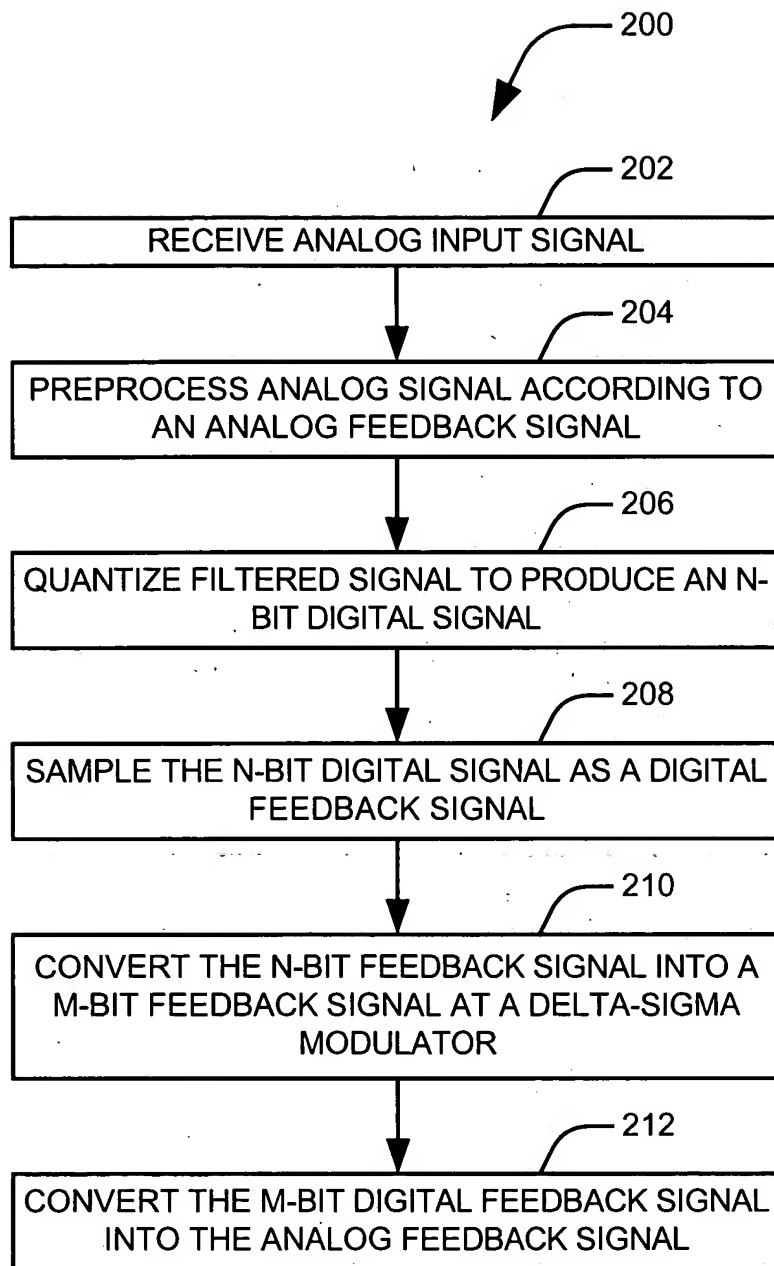 200
202
RECEIVE ANALOG INPUT SIGNAL
204
PREPROCESS ANALOG SIGNAL ACCORDING TO
AN ANALOG FEEDBACK SIGNAL
206
QUANTIZE FILTERED SIGNAL TO PRODUCE AN N-
BIT DIGITAL SIGNAL
208
SAMPLE THE N-BIT DIGITAL SIGNAL AS A DIGITAL
FEEDBACK SIGNAL
210
CONVERT THE N-BIT FEEDBACK SIGNAL INTO A
M-BIT FEEDBACK SIGNAL AT A DELTA-SIGMA
MODULATOR
212
CONVERT THE M-BIT DIGITAL FEEDBACK SIGNAL
INTO THE ANALOG FEEDBACK SIGNAL